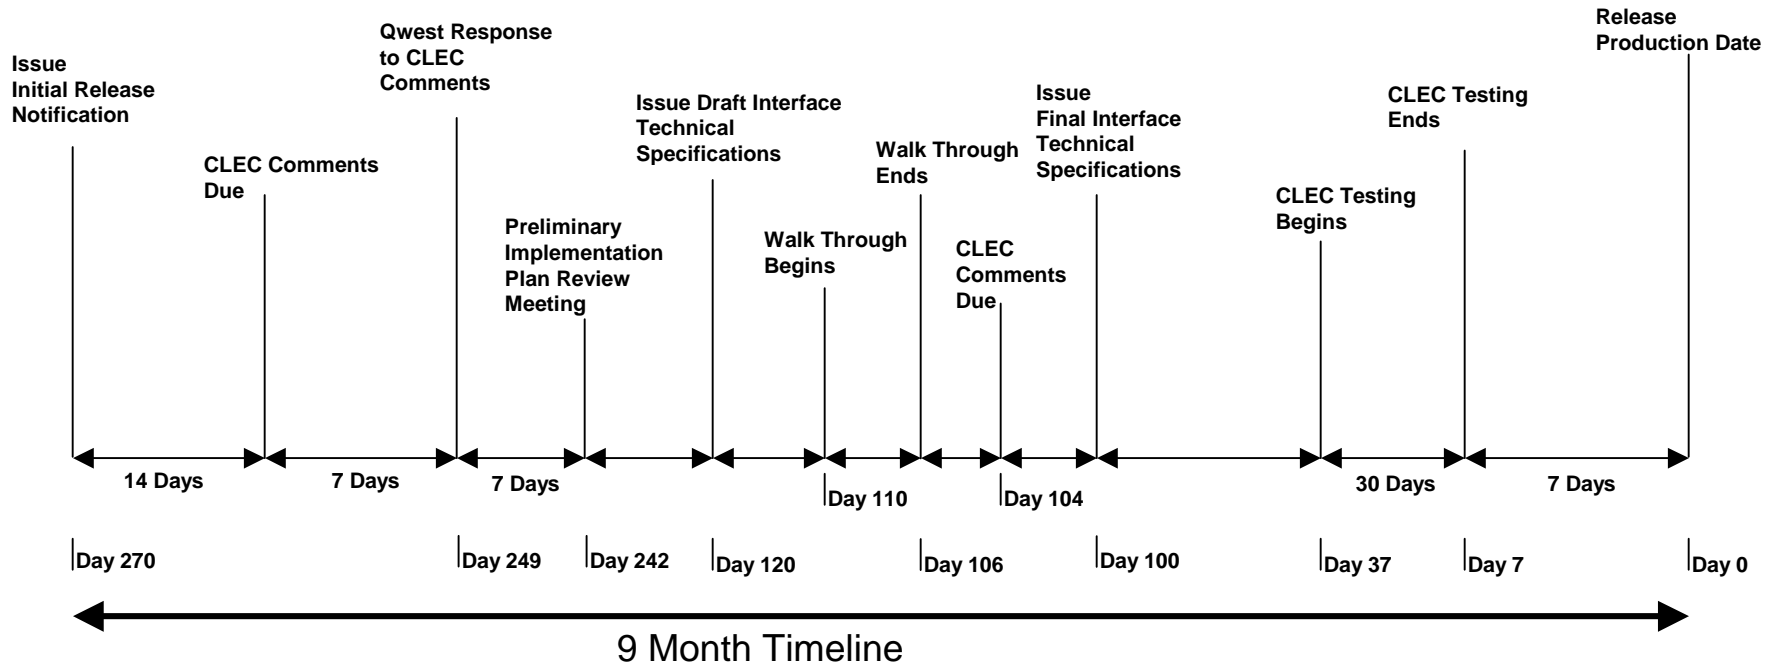 Issue
Initial Release
Notification
CLEC Comments
Due
Qwest Response
to CLEC
Comments
Preliminary
Implementation
Plan Review
Meeting
Issue Draft Interface
Technical
Specifications
Walk Through
Begins
Walk Through
Ends
CLEC
Comments
Due
Issue
Final Interface
Technical
Specifications
CLEC Testing
Begins
CLEC Testing
Ends
Release
Production Date
14 Days
7 Days
7 Days
30 Days
7 Days
Day 110
Day 104
Day 270
Day 249
Day 242
Day 120
Day 106
Day 100
Day 37
Day 7
Day 0
9 Month Timeline